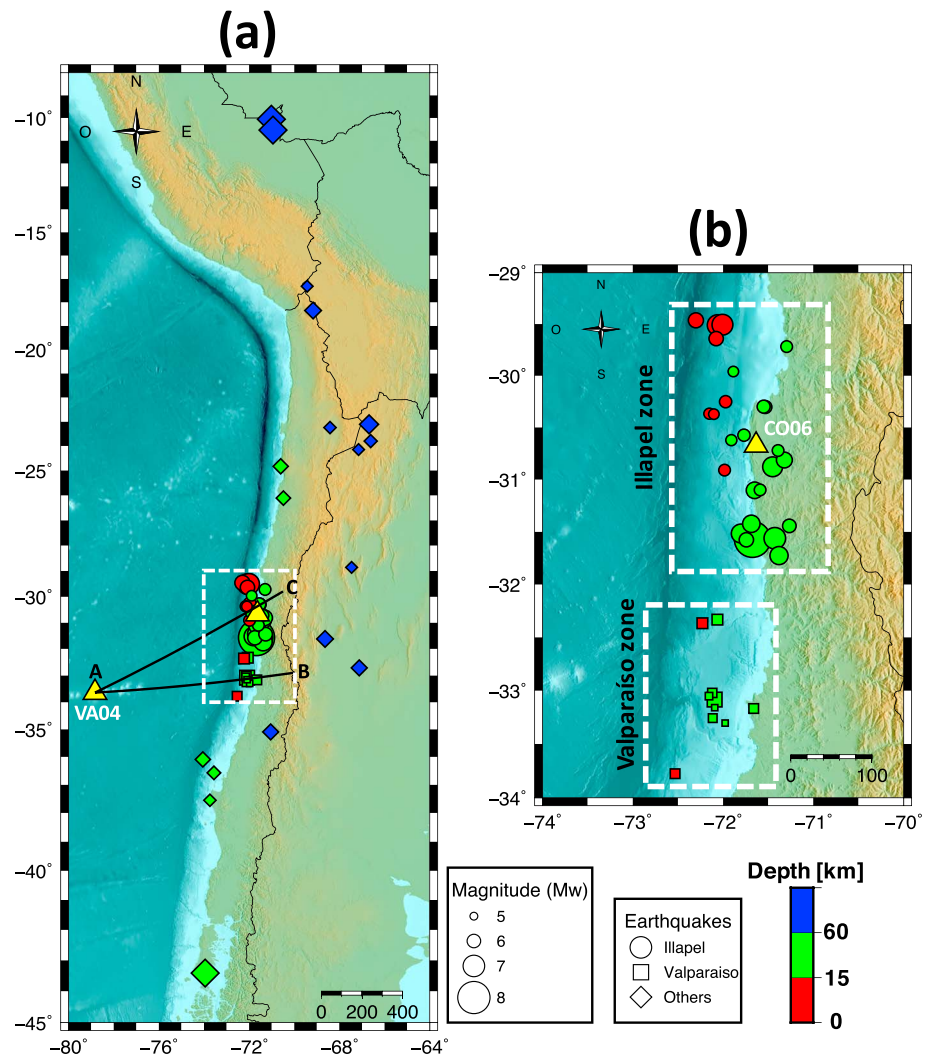 (a)
N
O
E
S
−10°
−15°
−20°
−25°
−30°
−35°
−40°
−45°
−80°
−76°
−72°
−68°
−64°
C
A
B
VA04
0 200 400
(b)
−29°
−30°
−31°
−32°
−33°
−34°
N
O
E
S
Illapel zone
CO06
Valparaíso zone
0
100
−74°
−73°
−72°
−71°
−70°
Magnitude (Mw)
5
6
7
8
Earthquakes
Illapel
Valparaiso
Others
Depth [km]
60
15
0